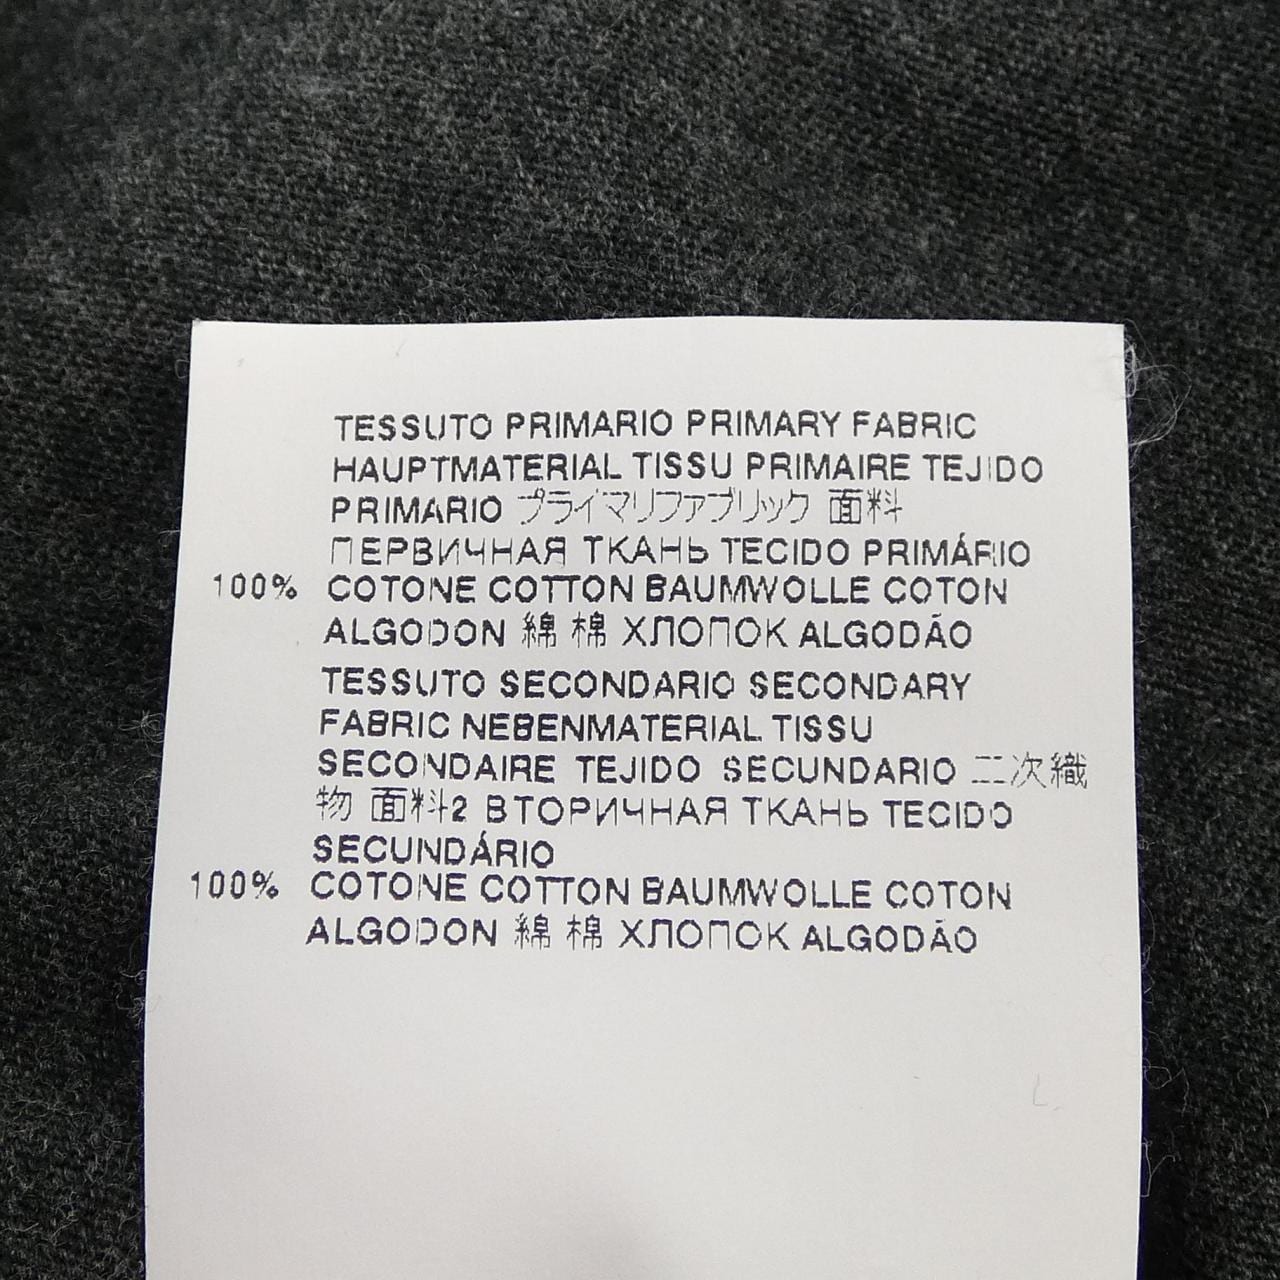 TESSUTO PRIMARIO PRIMARY FABRIC
HAUPTMATERIAL TISSU PRIMAIRE TEJIDO
PRIMARIO プライマリファブリック 面料
ПЕРВИЧНАЯ ТКАНЬ TECIDO PRIMÁRIO
100% COTONE COTTON BAUMWOLLE COTON
ALGODON 綿 棉 ХЛОПОК ALGODÃO
TESSUTO SECONDARIO SECONDARY
FABRIC NEBENMATERIAL TISSU
SECONDAIRE TEJIDO SECUNDARIO 二次織
物 面料2 ВТОРИЧНАЯ ТКАНЬ TECIDO
SECUNDÁRIO
100% COTONE COTTON BAUMWOLLE COTON
ALGODON 綿 棉 ХЛОПОК ALGODÃO